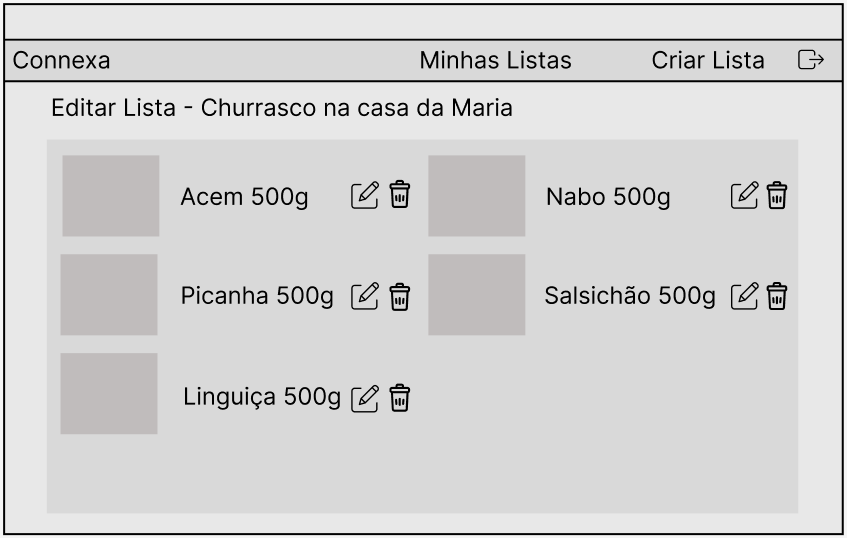 Connexa Minhas Listas Criar Lista
Editar Lista - Churrasco na casa da Maria
Acem 500g Nabo 500g
Picanha 500g Salsichão 500g
Linguiça 500g